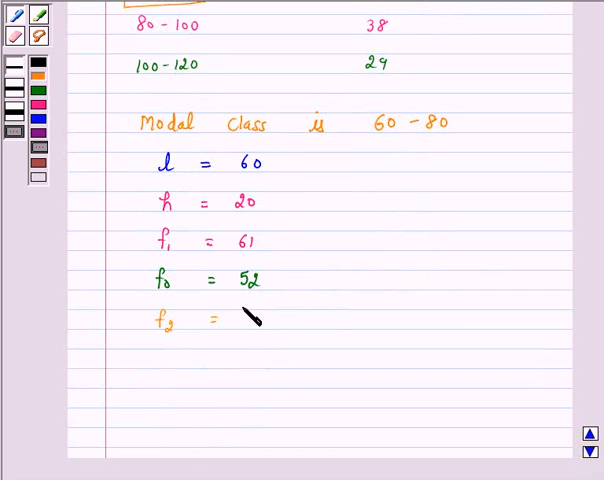 80 - 100 38
100 - 120 29
Modal Class is 60 - 80
l = 60
h = 20
f₁ = 61
f₀ = 52
f₂ =